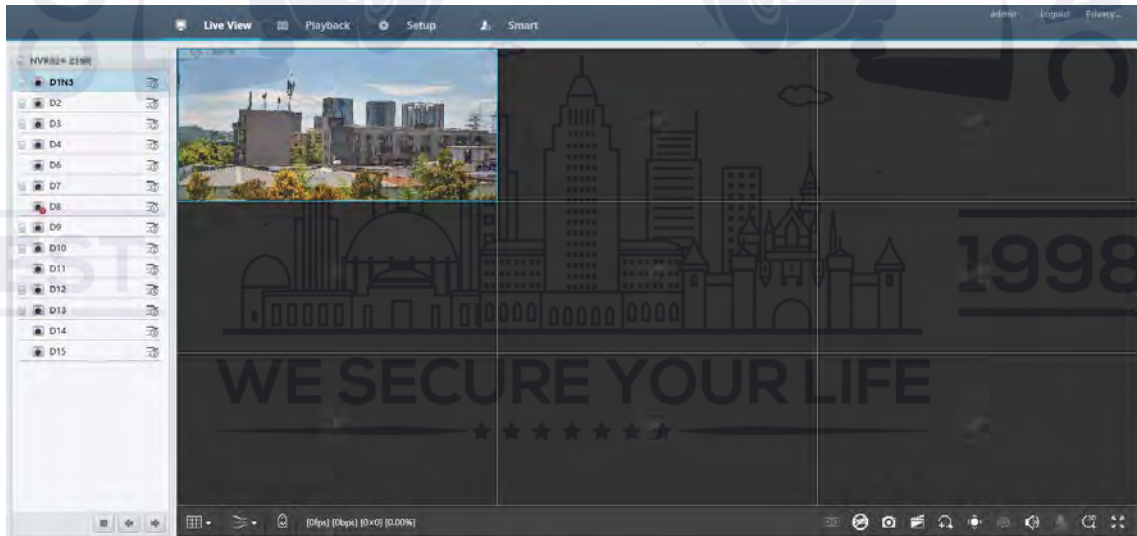 Live View Playback Setup Smart
admin Logout Privacy...
D1N3
D2
D3
D4
D6
D7
D8
D9
D10
D11
D12
D13
D14
D15
EST
1998
WE SECURE YOUR LIFE
[0fps] [0bps] [0×0] [0.00%]